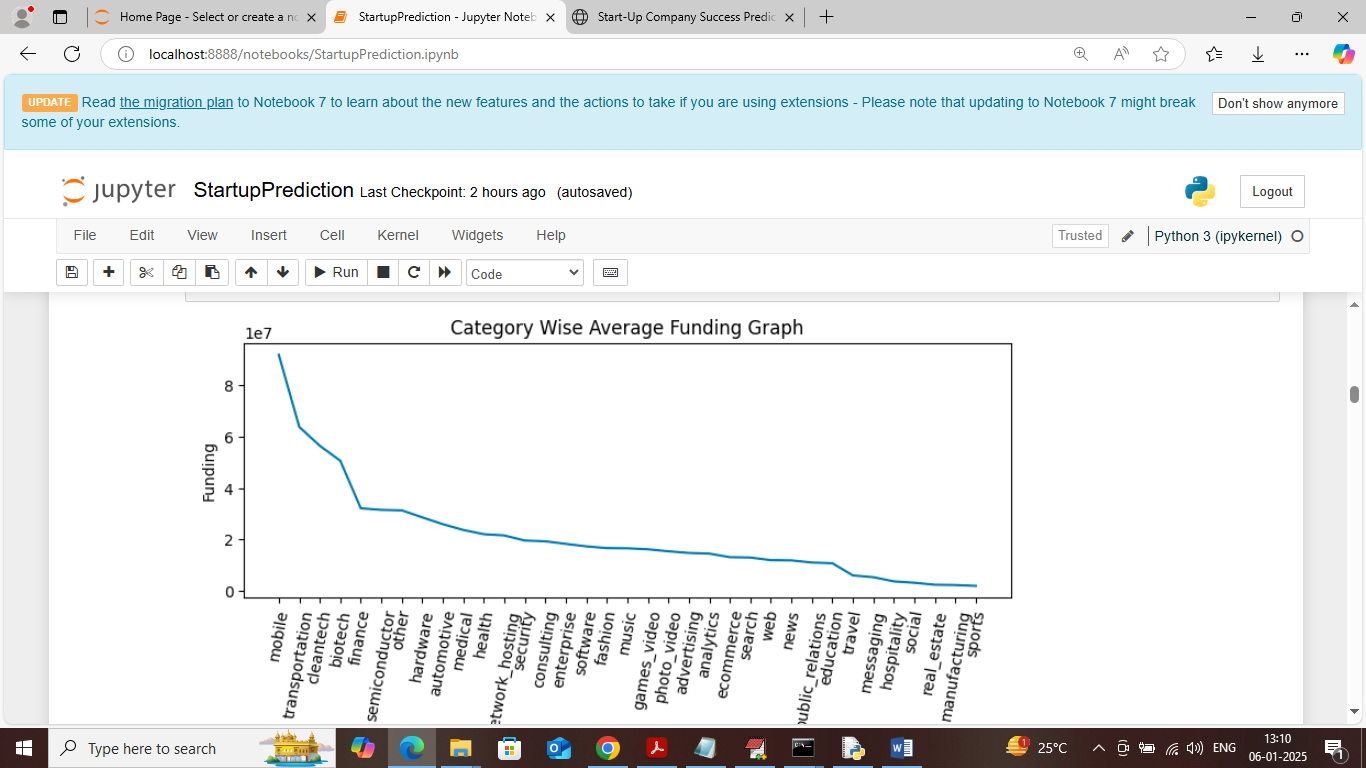 Home Page - Select or create a no
StartupPrediction - Jupyter Noteb
Start-Up Company Success Predic
localhost:8888/notebooks/StartupPrediction.ipynb
UPDATE Read the migration plan to Notebook 7 to learn about the new features and the actions to take if you are using extensions - Please note that updating to Notebook 7 might break
some of your extensions.
Don't show anymore
jupyter StartupPrediction Last Checkpoint: 2 hours ago (autosaved)
Logout
File Edit View Insert Cell Kernel Widgets Help
Trusted Python 3 (ipykernel)
Run Code
Category Wise Average Funding Graph
1e7
8
6
4
2
0
Funding
mobile
transportation
cleantech
biotech
finance
semiconductor
other
hardware
automotive
medical
health
etwork_hosting
security
consulting
enterprise
software
fashion
music
games_video
photo_video
advertising
analytics
ecommerce
search
web
news
public_relations
education
travel
messaging
hospitality
social
real_estate
manufacturing
sports
Type here to search
1
25°C
ENG
13:10
06-01-2025
1